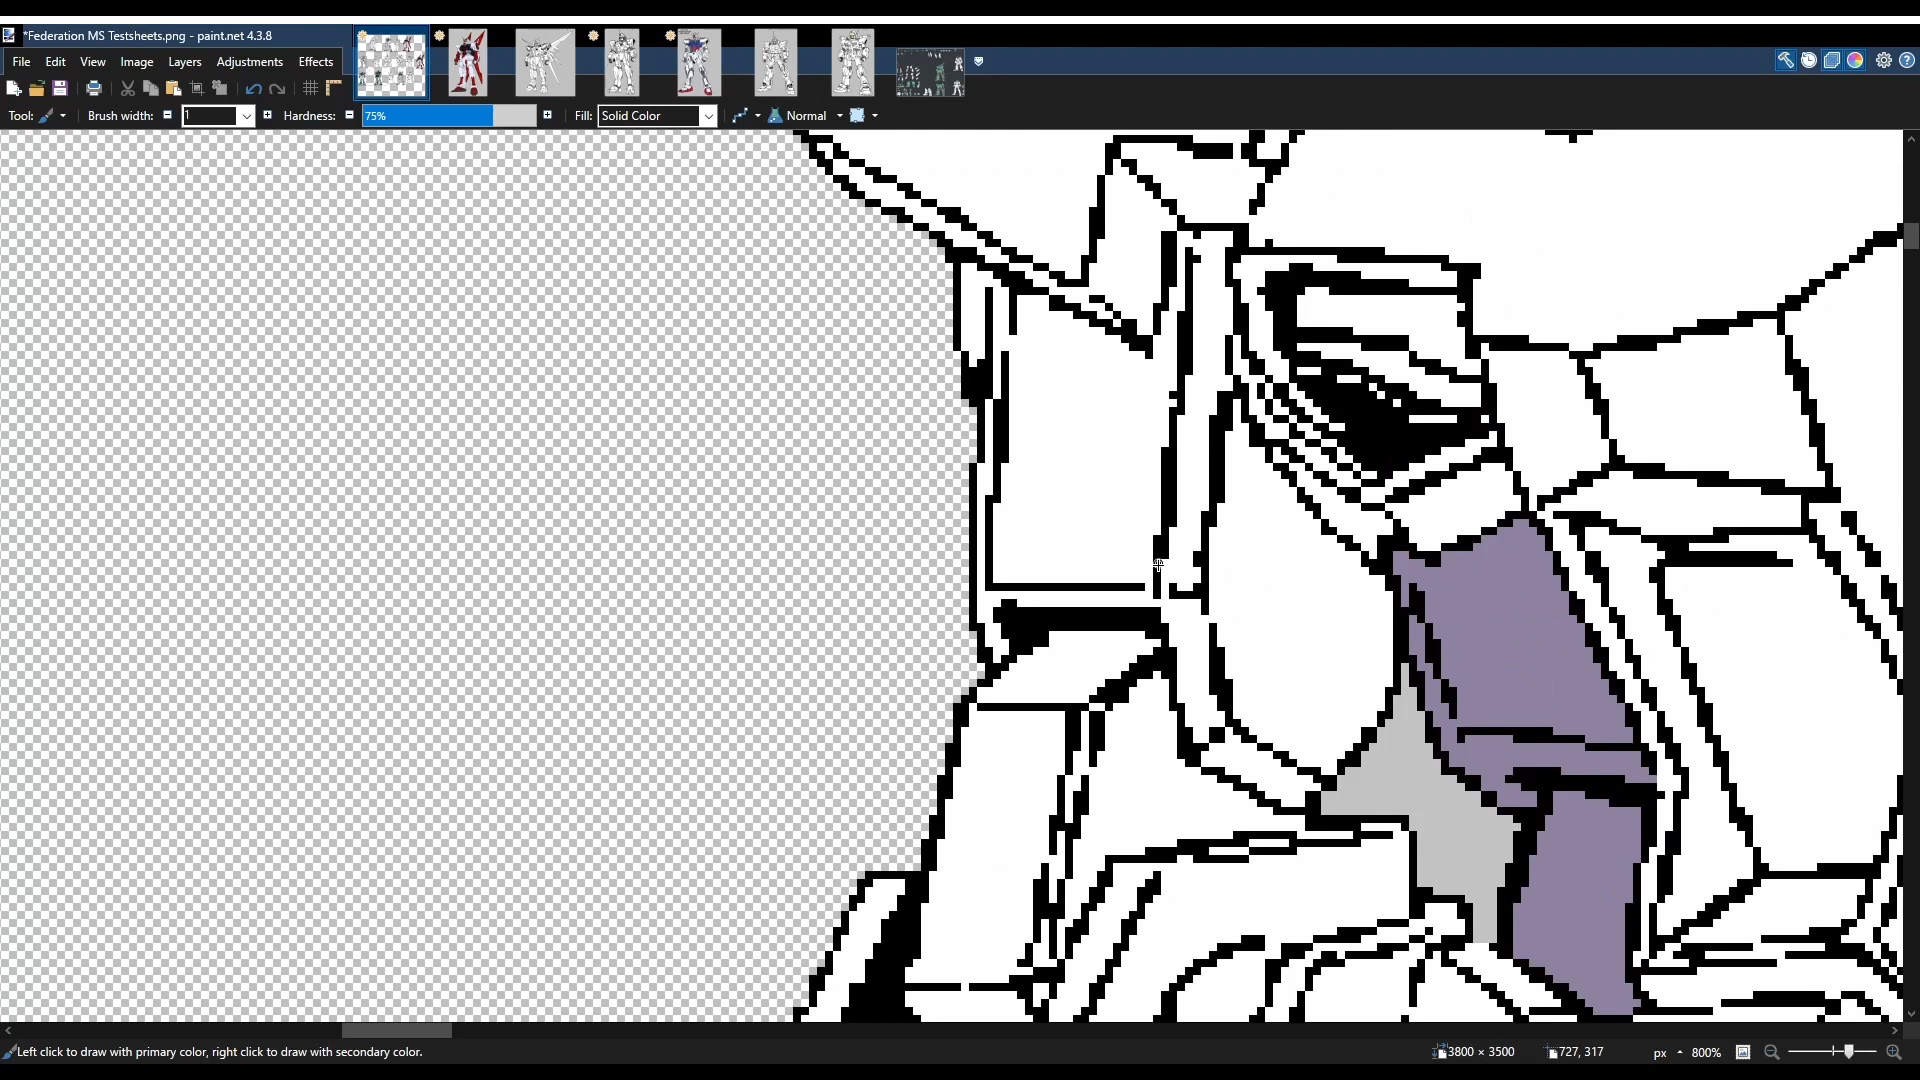 *Federation MS Testsheets.png - paint.net 4.3.8
File Edit View Image Layers Adjustments Effects
Tool: Brush width: 1 Hardness: 75% Fill: Solid Color Normal
Left click to draw with primary color, right click to draw with secondary color. 3800 × 3500 727, 317 px 800%